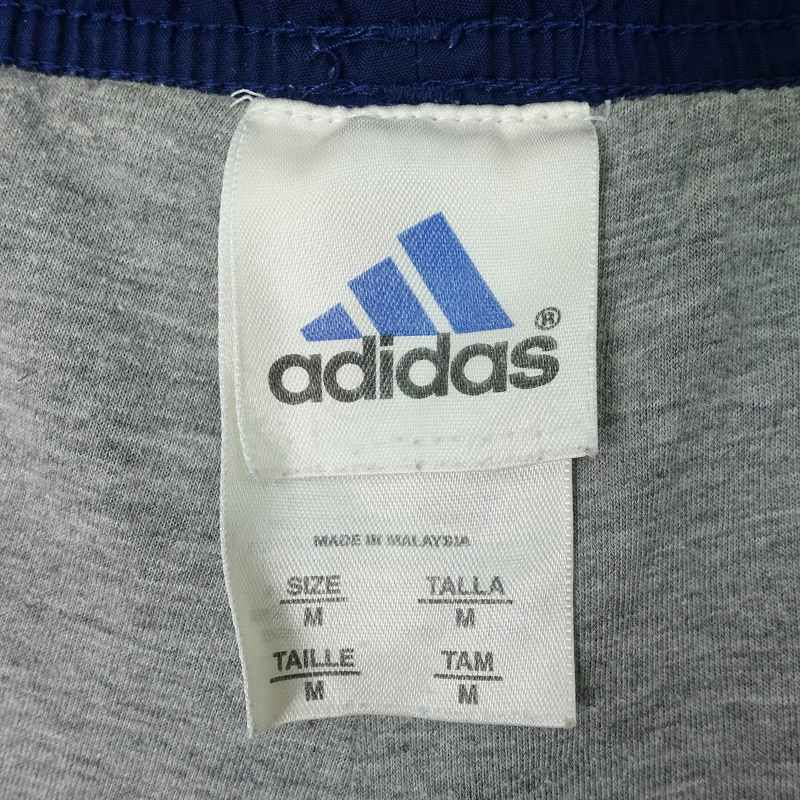 adidas®
MADE IN MALAYSIA
SIZE TALLA
M M
TAILLE TAM
M M